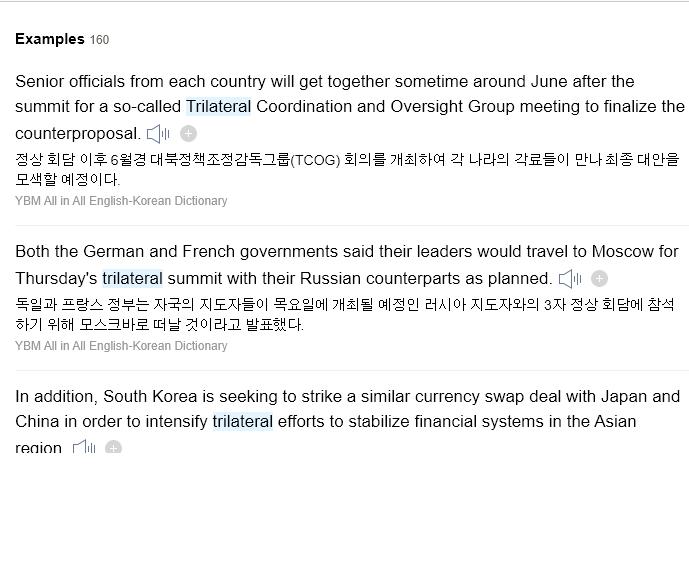 Examples 160
Senior officials from each country will get together sometime around June after the
summit for a so-called Trilateral Coordination and Oversight Group meeting to finalize the
counterproposal.
정상 회담 이후 6월경 대북정책조정감독그룹(TCOG) 회의를 개최하여 각 나라의 각료들이 만나 최종 대안을
모색할 예정이다.
YBM All in All English-Korean Dictionary
Both the German and French governments said their leaders would travel to Moscow for
Thursday's trilateral summit with their Russian counterparts as planned.
독일과 프랑스 정부는 자국의 지도자들이 목요일에 개최될 예정인 러시아 지도자와의 3자 정상 회담에 참석
하기 위해 모스크바로 떠날 것이라고 발표했다.
YBM All in All English-Korean Dictionary
In addition, South Korea is seeking to strike a similar currency swap deal with Japan and
China in order to intensify trilateral efforts to stabilize financial systems in the Asian
region